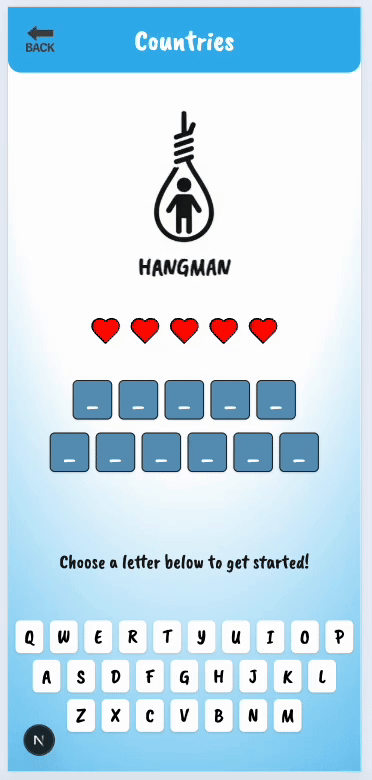 BACK
Countries
HANGMAN
_ _ _ _ _
_ _ _ _ _ _
Choose a letter below to get started!
Q W E R T Y U I O P
A S D F G H J K L
Z X C V B N M
N